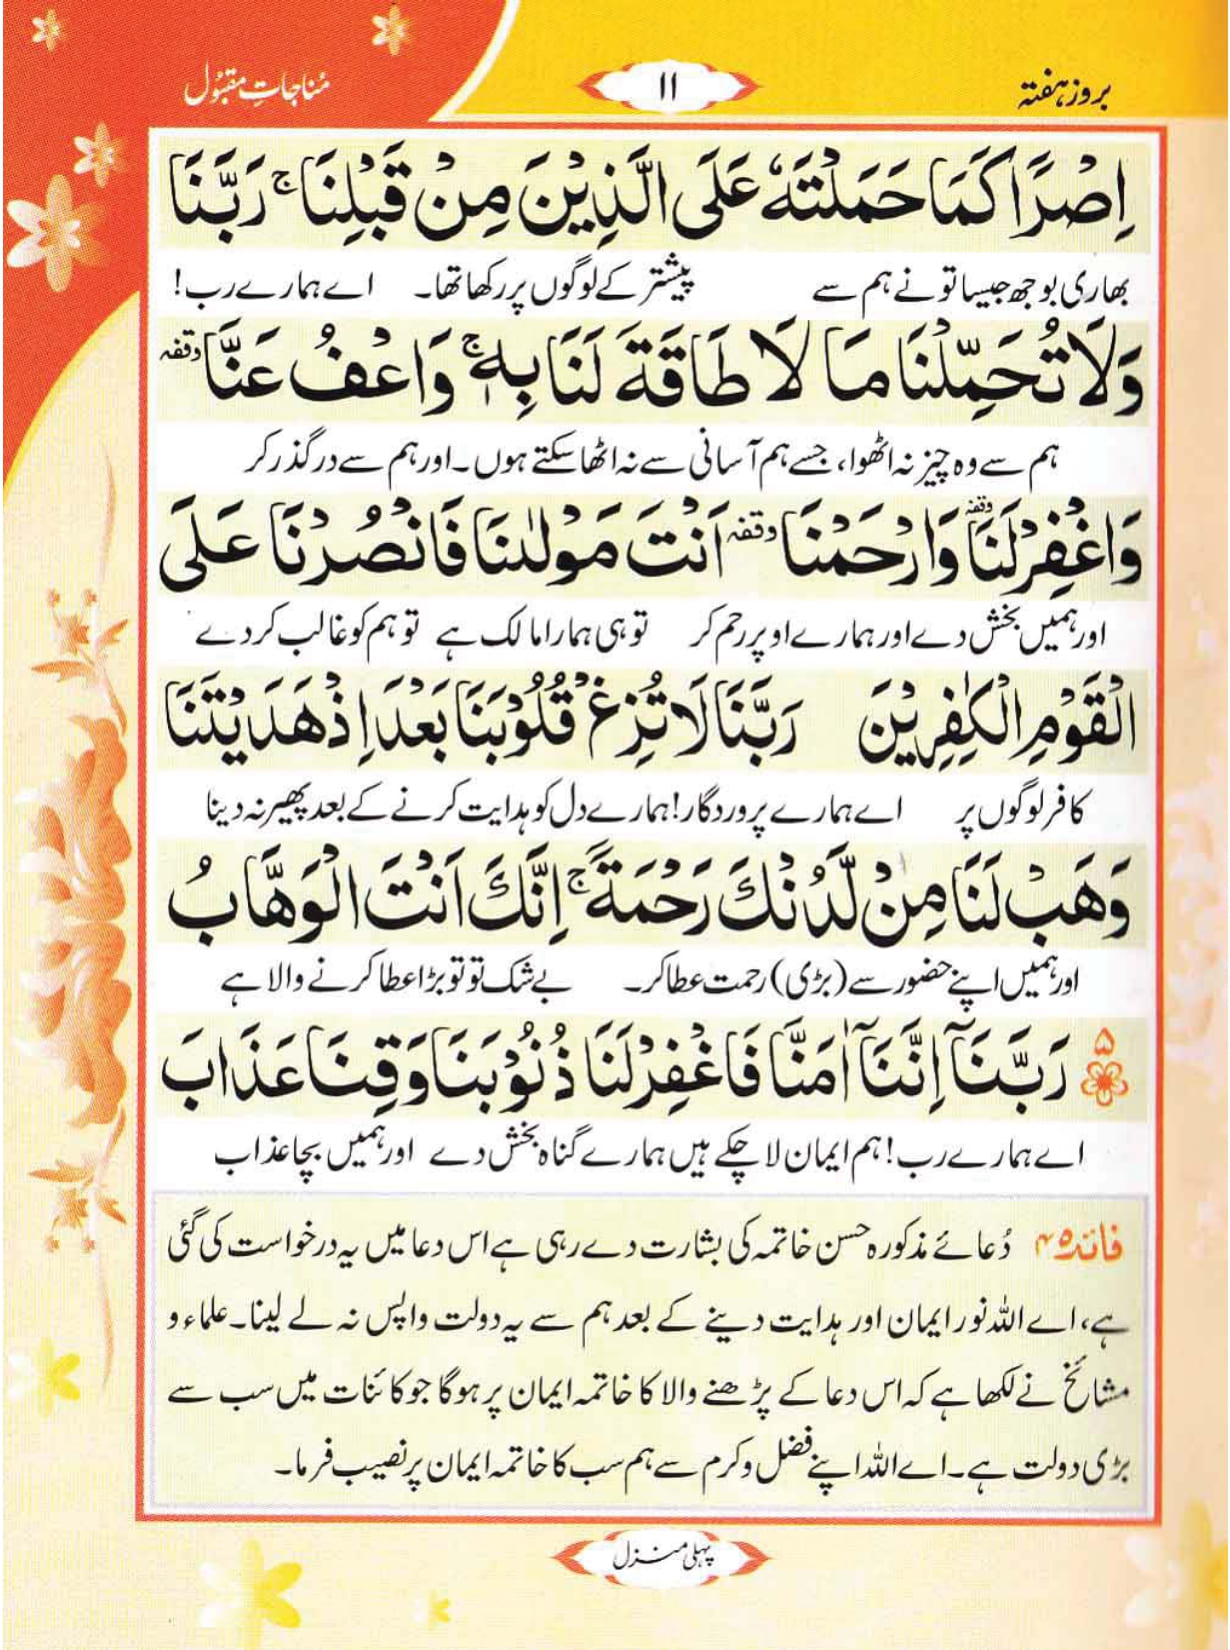 بروز ہفتہ
۱۱
مُناجاتِ مقبُول
اِصْرًا كَمَا حَمَلْتَهٗ عَلَى الَّذِيْنَ مِنْ قَبْلِنَا ۚ رَبَّنَا
بھاری بوجھ جیسا تو نے ہم سے پیشتر کے لوگوں پر رکھا تھا۔ اے ہمارے رب!
وَلَا تُحَمِّلْنَا مَا لَا طَاقَةَ لَنَا بِهٖ ۚ وَاعْفُ عَنَّا وقفہ
ہم سے وہ چیز نہ اٹھوا، جسے ہم آسانی سے نہ اٹھا سکتے ہوں۔ اور ہم سے درگذر کر
وَاغْفِرْ لَنَا وقفہ وَارْحَمْنَا وقفہ اَنْتَ مَوْلٰىنَا فَانْصُرْنَا عَلَى
اور ہمیں بخش دے اور ہمارے اوپر رحم کر تو ہی ہمارا مالک ہے تو ہم کو غالب کر دے
الْقَوْمِ الْكٰفِرِيْنَ رَبَّنَا لَا تُزِغْ قُلُوْبَنَا بَعْدَ اِذْ هَدَيْتَنَا
کافر لوگوں پر اے ہمارے پروردگار! ہمارے دل کو ہدایت کرنے کے بعد پھیر نہ دینا
وَهَبْ لَنَا مِنْ لَّدُنْكَ رَحْمَةً ۚ اِنَّكَ اَنْتَ الْوَهَّابُ
اور ہمیں اپنے حضور سے (بڑی) رحمت عطا کر۔ بے شک تو تو بڑا عطا کرنے والا ہے
۵ رَبَّنَآ اِنَّنَآ اٰمَنَّا فَاغْفِرْ لَنَا ذُنُوْبَنَا وَقِنَا عَذَابَ
اے ہمارے رب! ہم ایمان لا چکے ہیں ہمارے گناہ بخش دے اور ہمیں بچا عذاب
فائدہ ۴ دُعائے مذکورہ حسن خاتمہ کی بشارت دے رہی ہے اس دعا میں یہ درخواست کی گئی
ہے، اے اللہ نور ایمان اور ہدایت دینے کے بعد ہم سے یہ دولت واپس نہ لے لینا۔ علماء و
مشائخ نے لکھا ہے کہ اس دعا کے پڑھنے والا کا خاتمہ ایمان پر ہوگا جو کائنات میں سب سے
بڑی دولت ہے۔ اے اللہ اپنے فضل و کرم سے ہم سب کا خاتمہ ایمان پر نصیب فرما۔
پہلی منزل